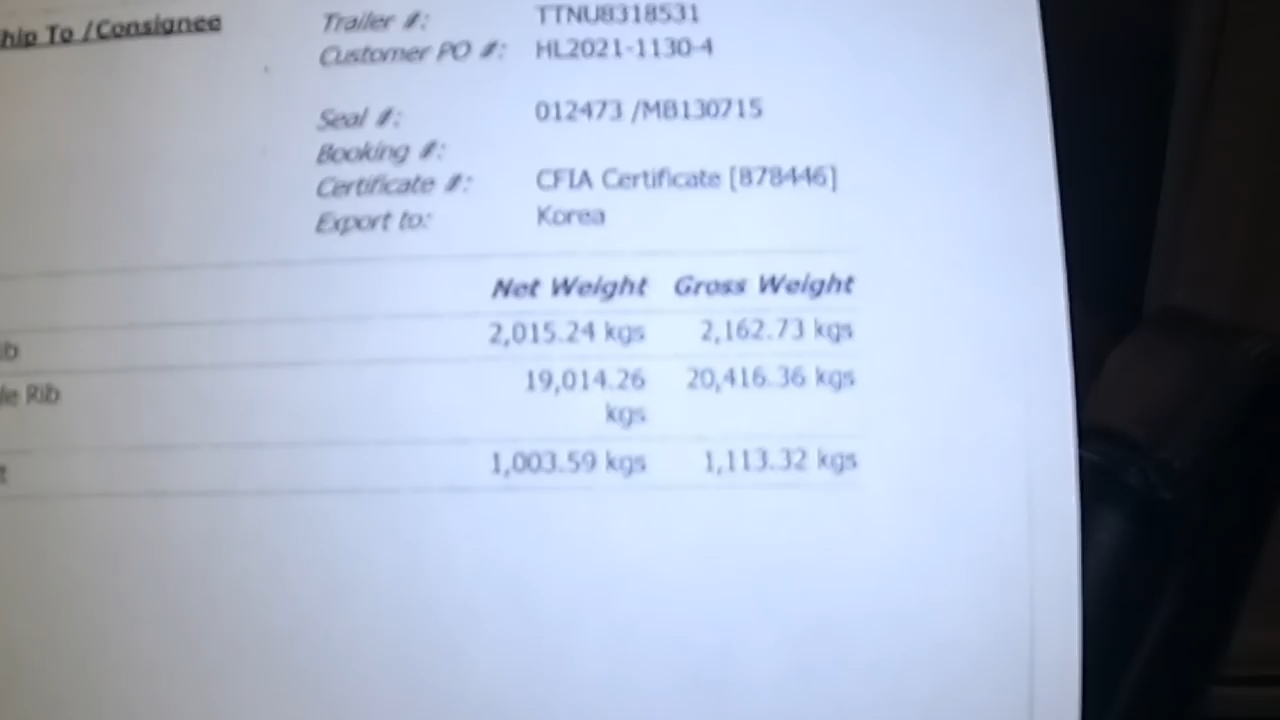 hip To /Consignee
Trailer #: TTNU8318531
Customer PO #: HL2021-1130-4
Seal #: 012473 /MB130715
Booking #:
Certificate #: CFIA Certificate [878446]
Export to: Korea
Net Weight Gross Weight
ib 2,015.24 kgs 2,162.73 kgs
le Rib 19,014.26 kgs 20,416.36 kgs
t 1,003.59 kgs 1,113.32 kgs